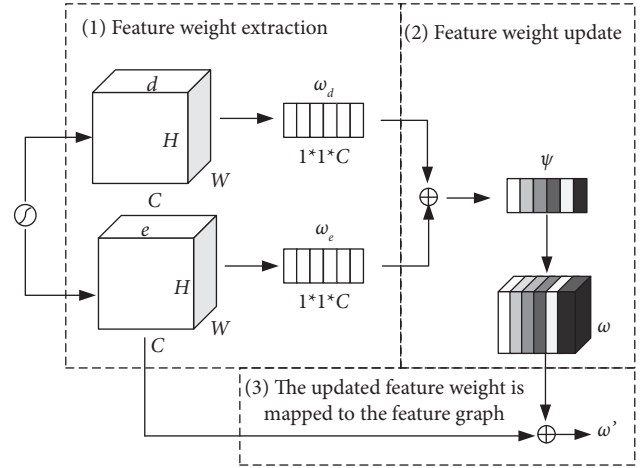 (1) Feature weight extraction
(2) Feature weight update
d
H
W
C
ω_d
1*1*C
e
H
W
C
ω_e
1*1*C
ψ
ω
(3) The updated feature weight is
mapped to the feature graph
ω’